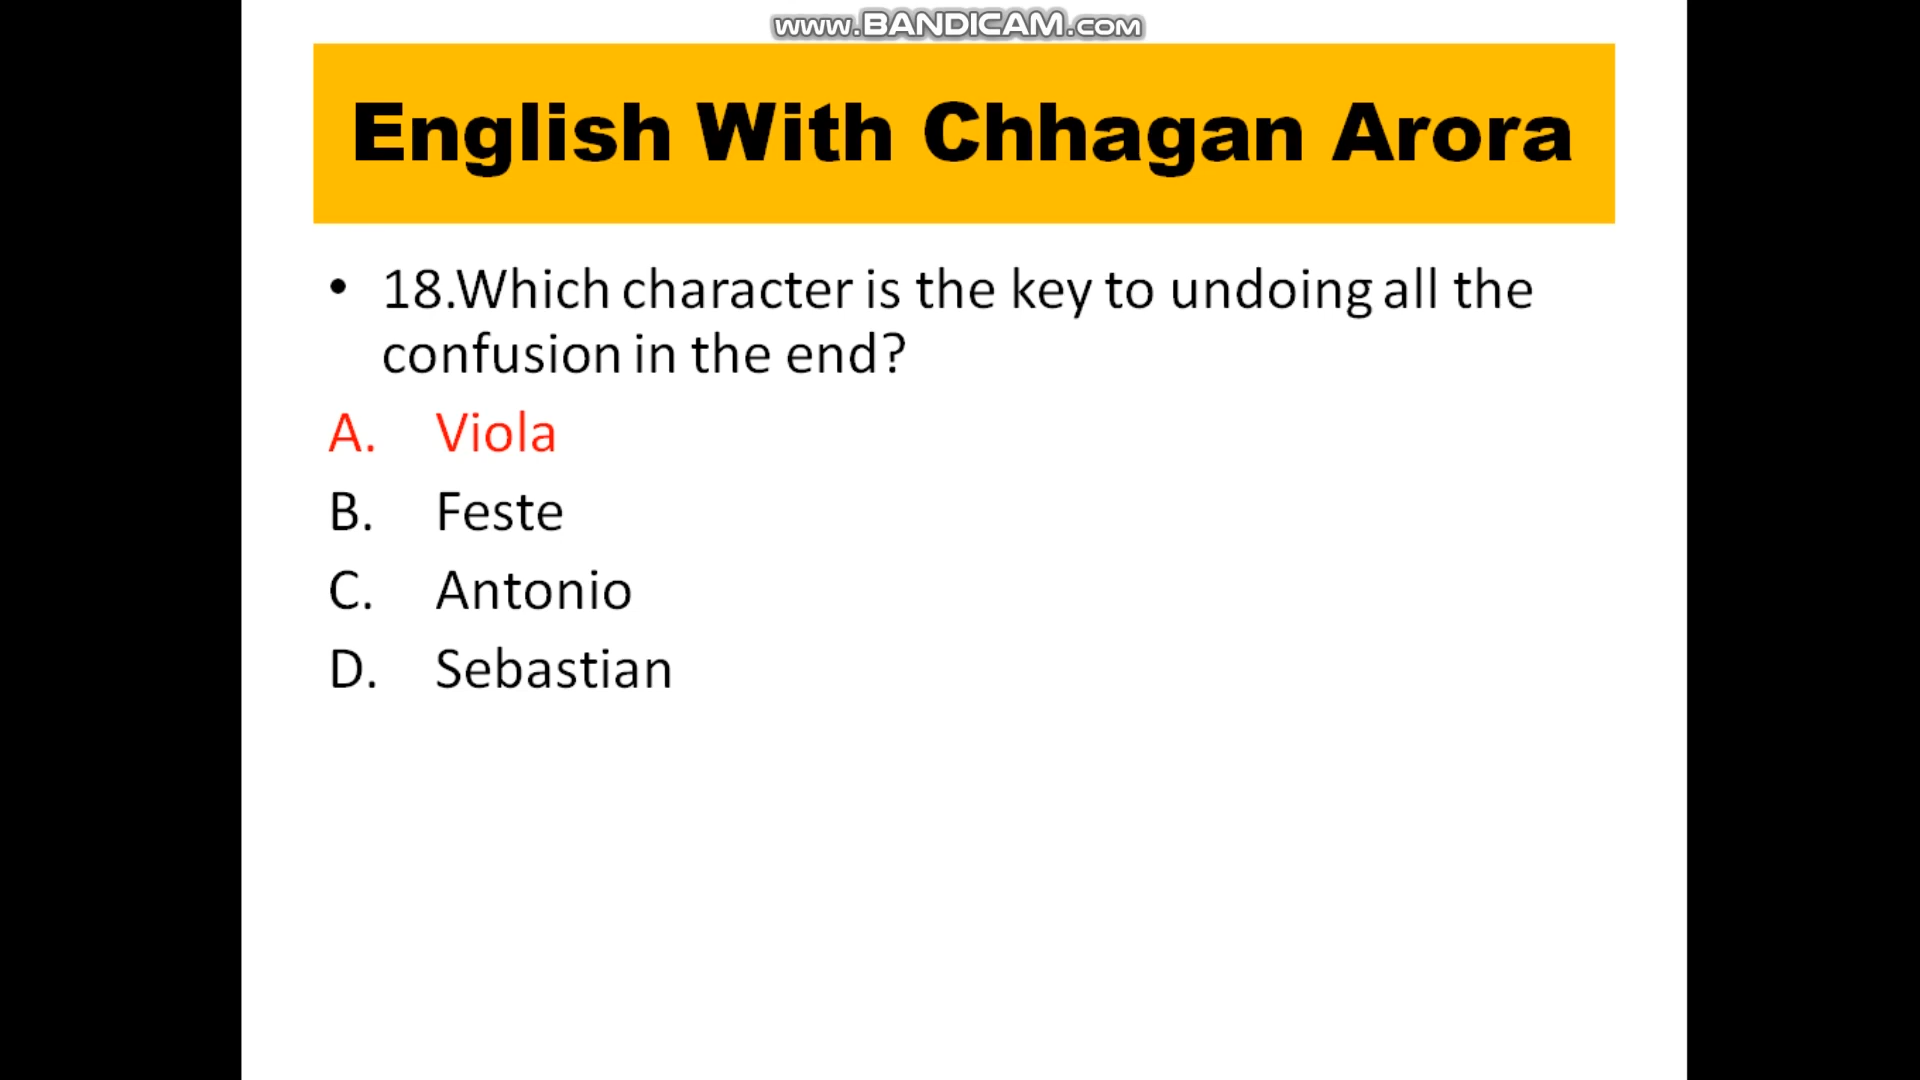 www.BANDICAM.com
English With Chhagan Arora
• 18.Which character is the key to undoing all the
confusion in the end?
A. Viola
B. Feste
C. Antonio
D. Sebastian